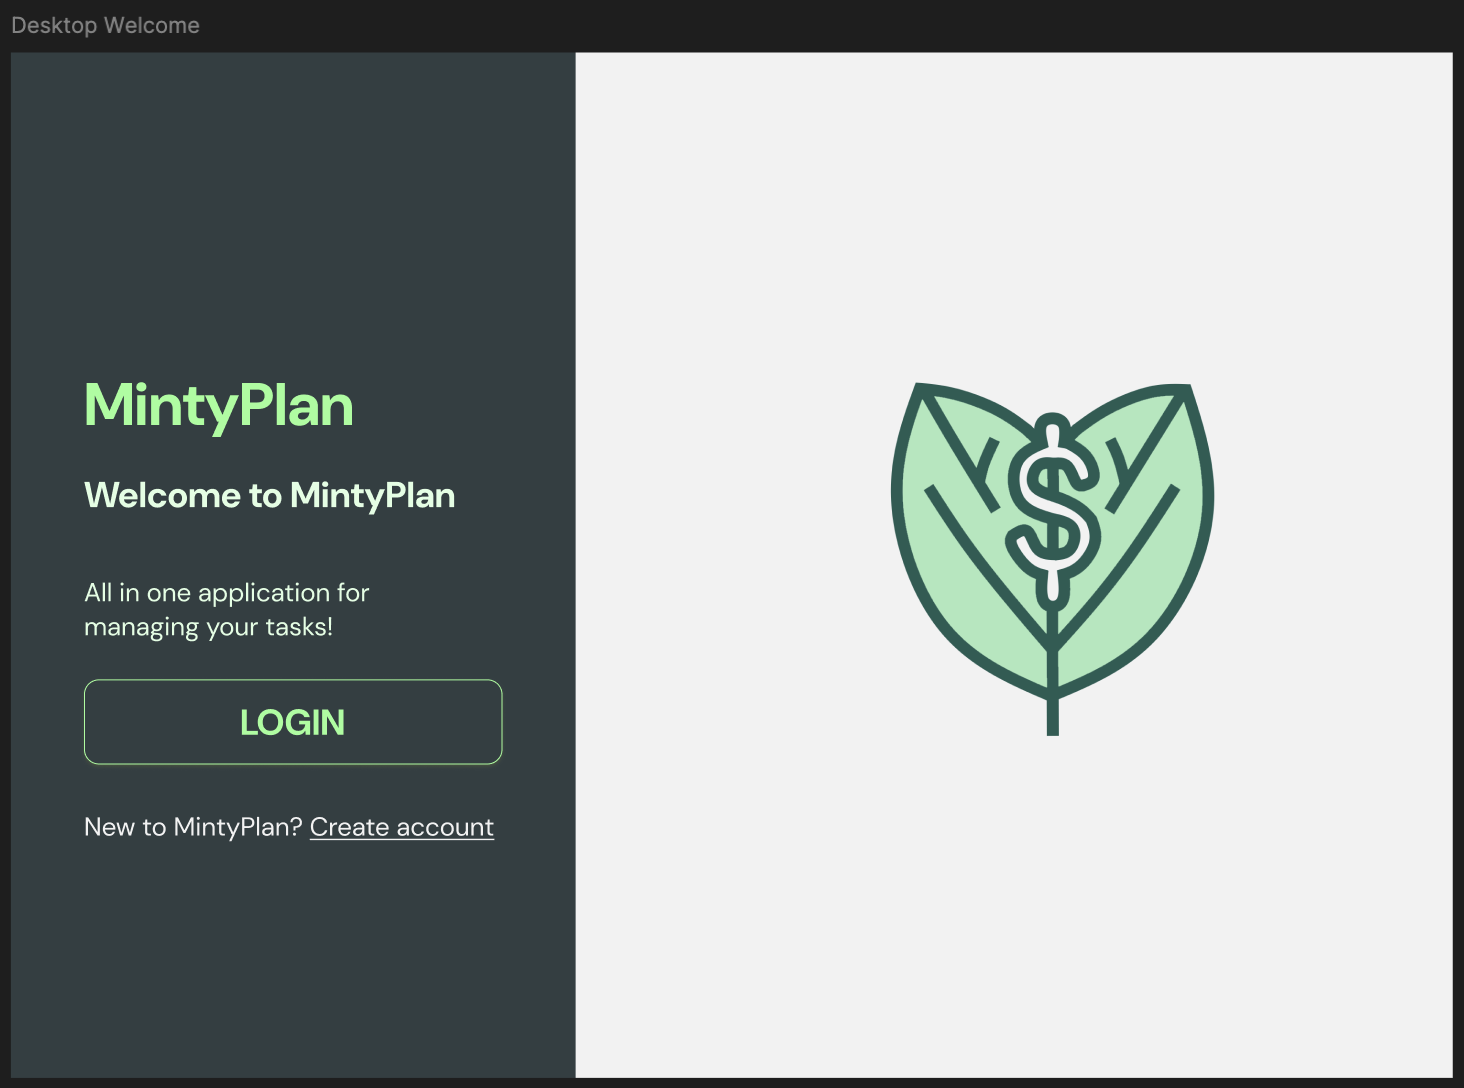 Desktop Welcome
MintyPlan
Welcome to MintyPlan
All in one application for
managing your tasks!
LOGIN
New to MintyPlan? Create account
$